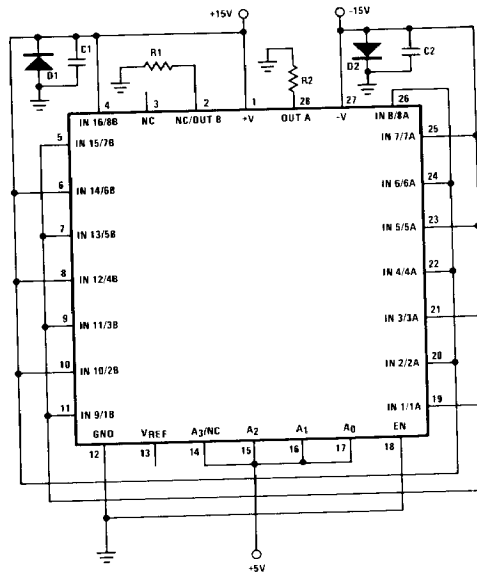 +15V
-15V
C1
D1
R1
R2
D2
C2
4
3
2
1
28
27
26
IN 16/8B
NC
NC/OUT B
+V
OUT A
-V
IN 8/8A
5
IN 15/7B
IN 7/7A
25
6
IN 14/6B
IN 6/6A
24
7
IN 13/5B
IN 5/5A
23
8
IN 12/4B
IN 4/4A
22
9
IN 11/3B
IN 3/3A
21
10
IN 10/2B
IN 2/2A
20
11
IN 9/1B
IN 1/1A
19
GND
VREF
A3/NC
A2
A1
A0
EN
12
13
14
15
16
17
18
+5V